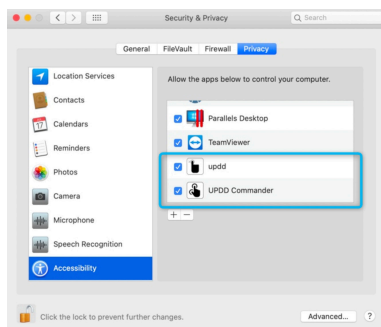 Security & Privacy
Search
General FileVault Firewall Privacy
Location Services
Contacts
17
Calendars
Reminders
Photos
Camera
Microphone
Speech Recognition
Accessibility
Allow the apps below to control your computer.
Parallels Desktop
TeamViewer
updd
UPDD Commander
+ −
Click the lock to prevent further changes.
Advanced... ?